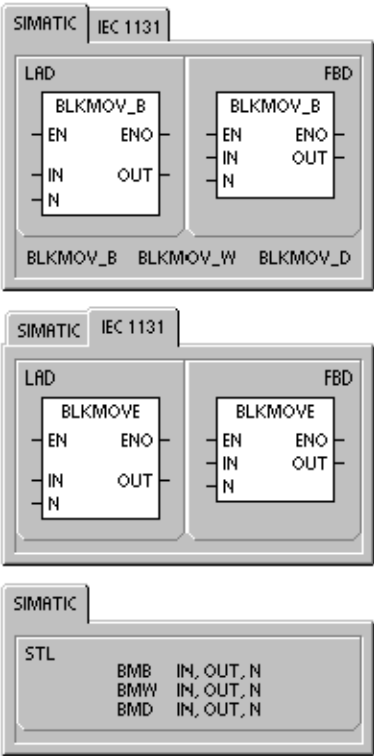 SIMATIC IEC 1131
LAD FBD
BLKMOV_B BLKMOV_B
EN ENO EN ENO
IN OUT IN OUT
N N
BLKMOV_B BLKMOV_W BLKMOV_D
SIMATIC IEC 1131
LAD FBD
BLKMOVE BLKMOVE
EN ENO EN ENO
IN OUT IN OUT
N N
SIMATIC
STL
BMB IN, OUT, N
BMW IN, OUT, N
BMD IN, OUT, N